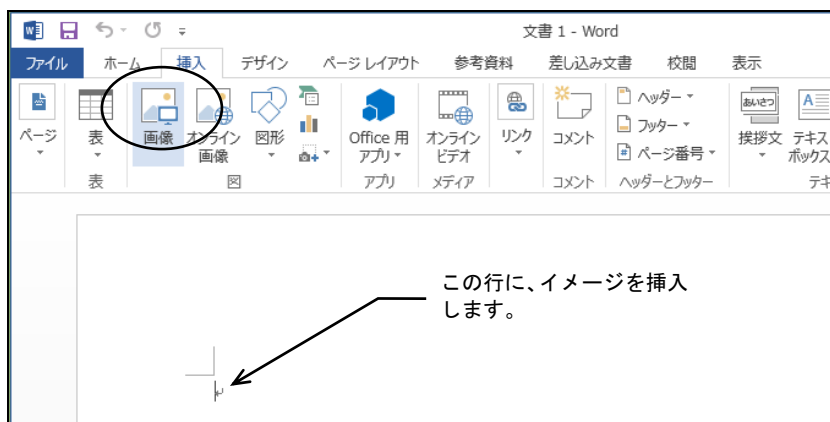 文書 1 - Word
ファイル ホーム 挿入 デザイン ページ レイアウト 参考資料 差し込み文書 校閲 表示
ページ
表
画像
オンライン
画像
図形
Office 用
アプリ
オンライン
ビデオ
リンク
コメント
ヘッダー
フッター
ページ番号
あいさつ
挨拶文
A
テキス
ボックス
表 図 アプリ メディア コメント ヘッダーとフッター テキ
この行に、イメージを挿入
します。